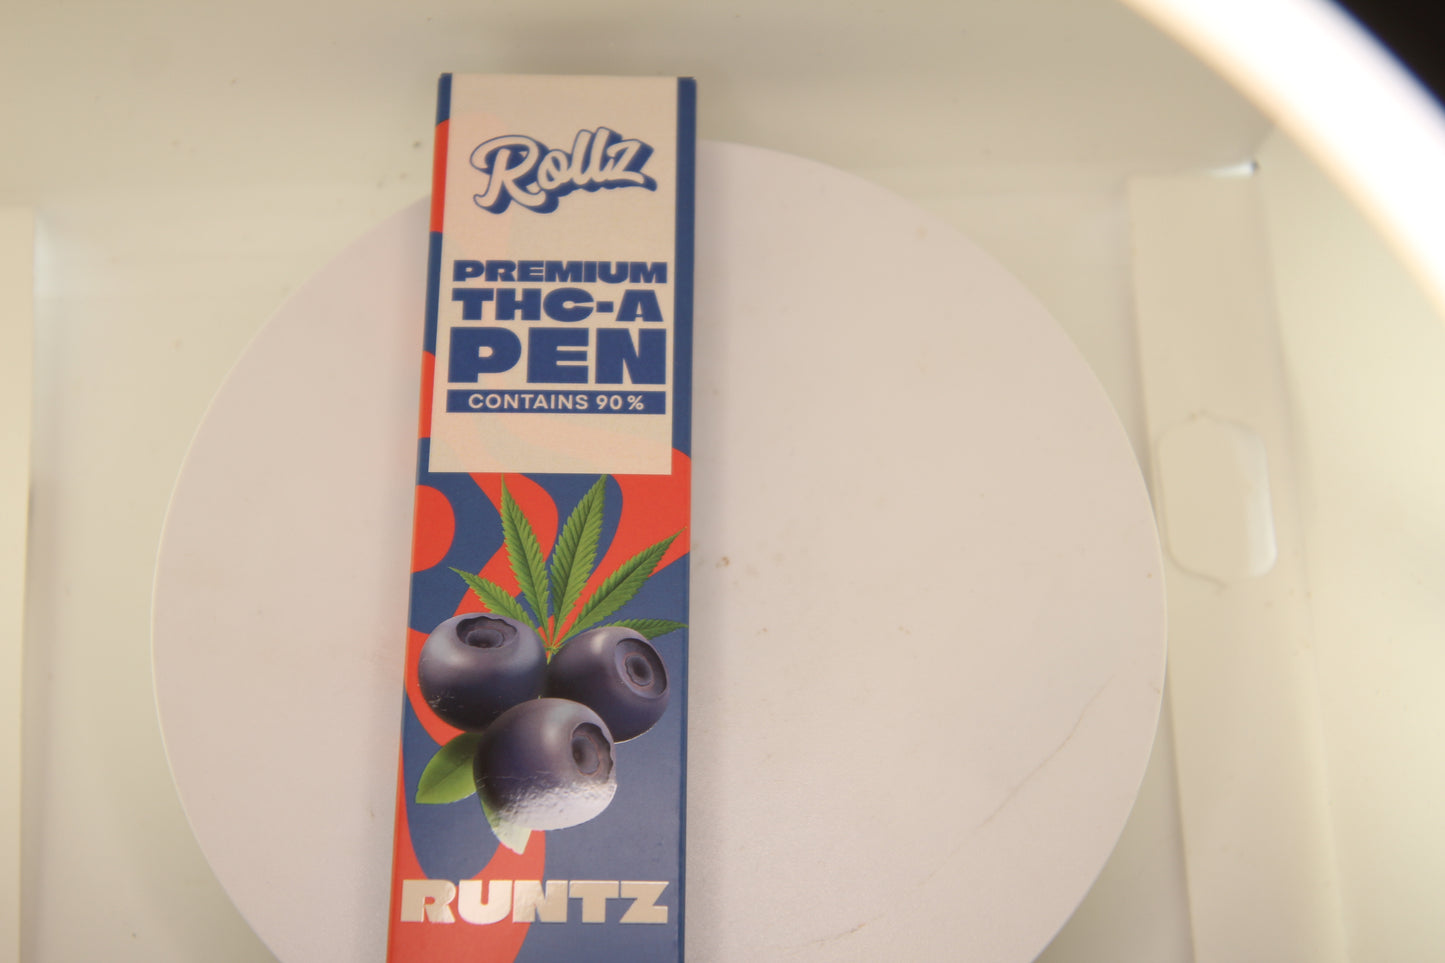 Rollz
PREMIUM
THC-A
PEN
CONTAINS 90%
RUNTZ